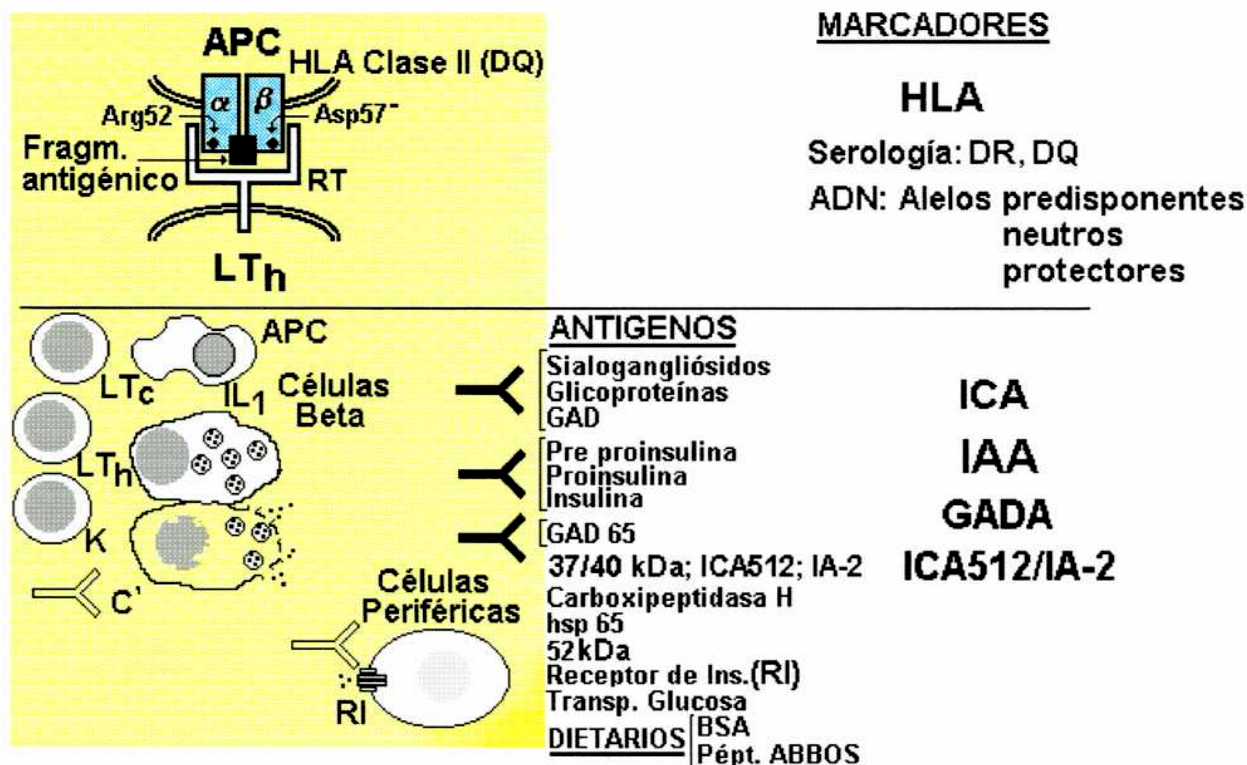 APC
HLA Clase II (DQ)
α
β
Arg52
Asp57-
Fragm.
antigénico
RT
LTh
MARCADORES
HLA
Serología: DR, DQ
ADN: Alelos predisponentes
neutros
protectores
APC
LTc
IL1
Células
Beta
LTh
K
C'
Células
Periféricas
RI
ANTIGENOS
Sialogangliósidos
Glicoproteínas
GAD
Pre proinsulina
Proinsulina
Insulina
GAD 65
37/40 kDa; ICA512; IA-2
Carboxipeptidasa H
hsp 65
52kDa
Receptor de Ins.(RI)
Transp. Glucosa
DIETARIOS
BSA
Pépt. ABBOS
ICA
IAA
GADA
ICA512/IA-2